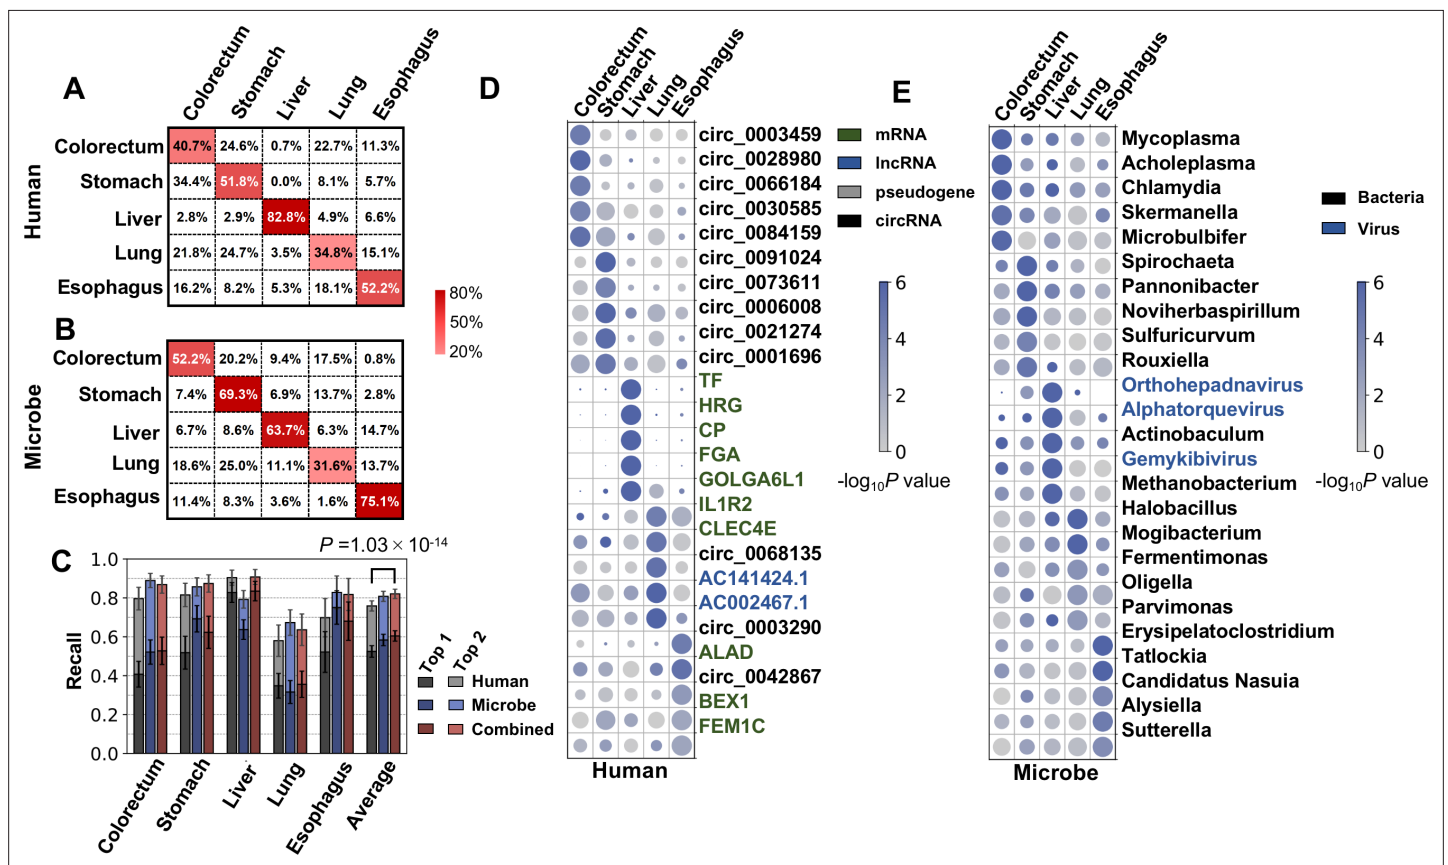 A
Colorectum
Stomach
Liver
Lung
Esophagus
Human
Colorectum 40.7% 24.6% 0.7% 22.7% 11.3%
Stomach 34.4% 51.8% 0.0% 8.1% 5.7%
Liver 2.8% 2.9% 82.8% 4.9% 6.6%
Lung 21.8% 24.7% 3.5% 34.8% 15.1%
Esophagus 16.2% 8.2% 5.3% 18.1% 52.2%
B
Microbe
Colorectum 52.2% 20.2% 9.4% 17.5% 0.8%
Stomach 7.4% 69.3% 6.9% 13.7% 2.8%
Liver 6.7% 8.6% 63.7% 6.3% 14.7%
Lung 18.6% 25.0% 11.1% 31.6% 13.7%
Esophagus 11.4% 8.3% 3.6% 1.6% 75.1%
80%
50%
20%
C
P =1.03 × 10-14
Recall
1.0
0.8
0.6
0.4
0.2
0.0
Colorectum
Stomach
Liver
Lung
Esophagus
Average
Top 1
Top 2
Human
Microbe
Combined
D
Colorectum
Stomach
Liver
Lung
Esophagus
circ_0003459
circ_0028980
circ_0066184
circ_0030585
circ_0084159
circ_0091024
circ_0073611
circ_0006008
circ_0021274
circ_0001696
TF
HRG
CP
FGA
GOLGA6L1
IL1R2
CLEC4E
circ_0068135
AC141424.1
AC002467.1
circ_0003290
ALAD
circ_0042867
BEX1
FEM1C
Human
mRNA
lncRNA
pseudogene
circRNA
6
4
2
0
-log10P value
E
Colorectum
Stomach
Liver
Lung
Esophagus
Mycoplasma
Acholeplasma
Chlamydia
Skermanella
Microbulbifer
Spirochaeta
Pannonibacter
Noviherbaspirillum
Sulfuricurvum
Rouxiella
Orthohepadnavirus
Alphatorquevirus
Actinobaculum
Gemykibivirus
Methanobacterium
Halobacillus
Mogibacterium
Fermentimonas
Oligella
Parvimonas
Erysipelatoclostridium
Tatlockia
Candidatus Nasuia
Alysiella
Sutterella
Microbe
Bacteria
Virus
6
4
2
0
-log10P value